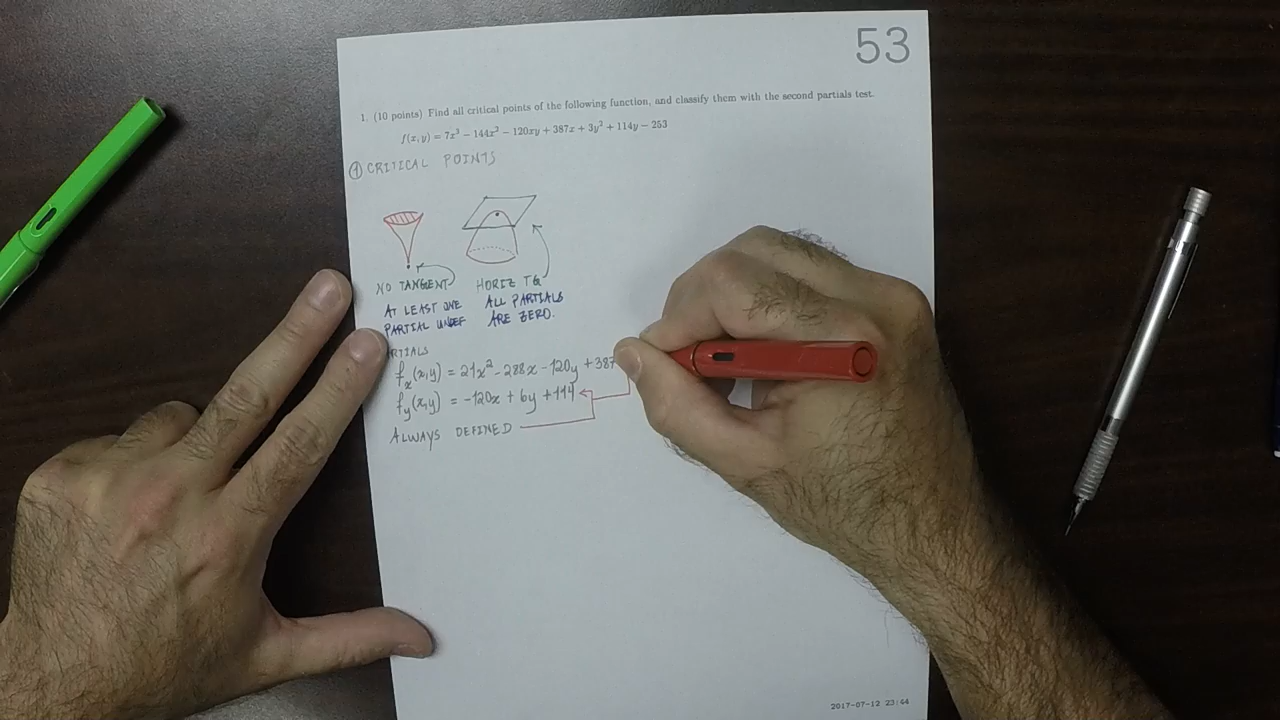 53
1. (10 points) Find all critical points of the following function, and classify them with the second partials test.
f(x, y) = 7x³ − 144x² − 120xy + 387x + 3y² + 114y − 253
① CRITICAL POINTS
NO TANGENT HORIZ TG
AT LEAST ONE ALL PARTIALS
PARTIAL UNDEF ARE ZERO.
RTIALS
fₓ(x,y) = 21x² - 288x - 120y + 387
f_y(x,y) = -120x + 6y + 114
ALWAYS DEFINED
2017-07-12 23:44